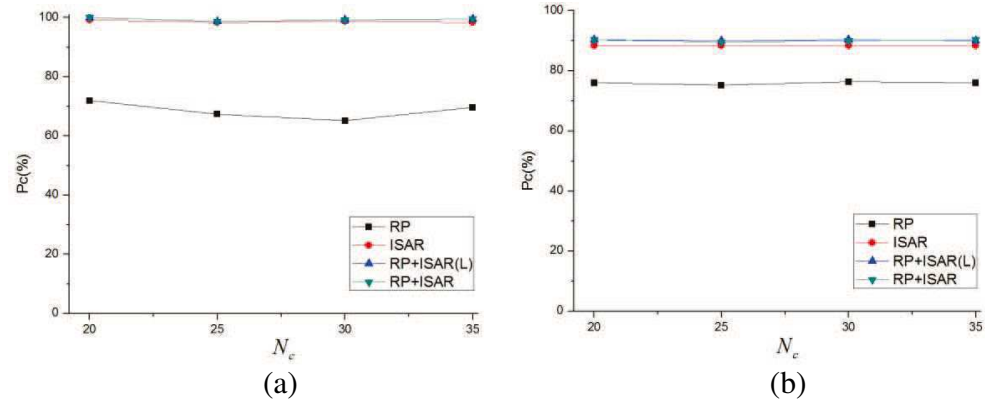 100
80
60
40
20
0
Pc(%)
20
25
30
35
N_c
RP
ISAR
RP+ISAR(L)
RP+ISAR
(a)
100
80
60
40
20
0
Pc(%)
20
25
30
35
N_c
RP
ISAR
RP+ISAR(L)
RP+ISAR
(b)